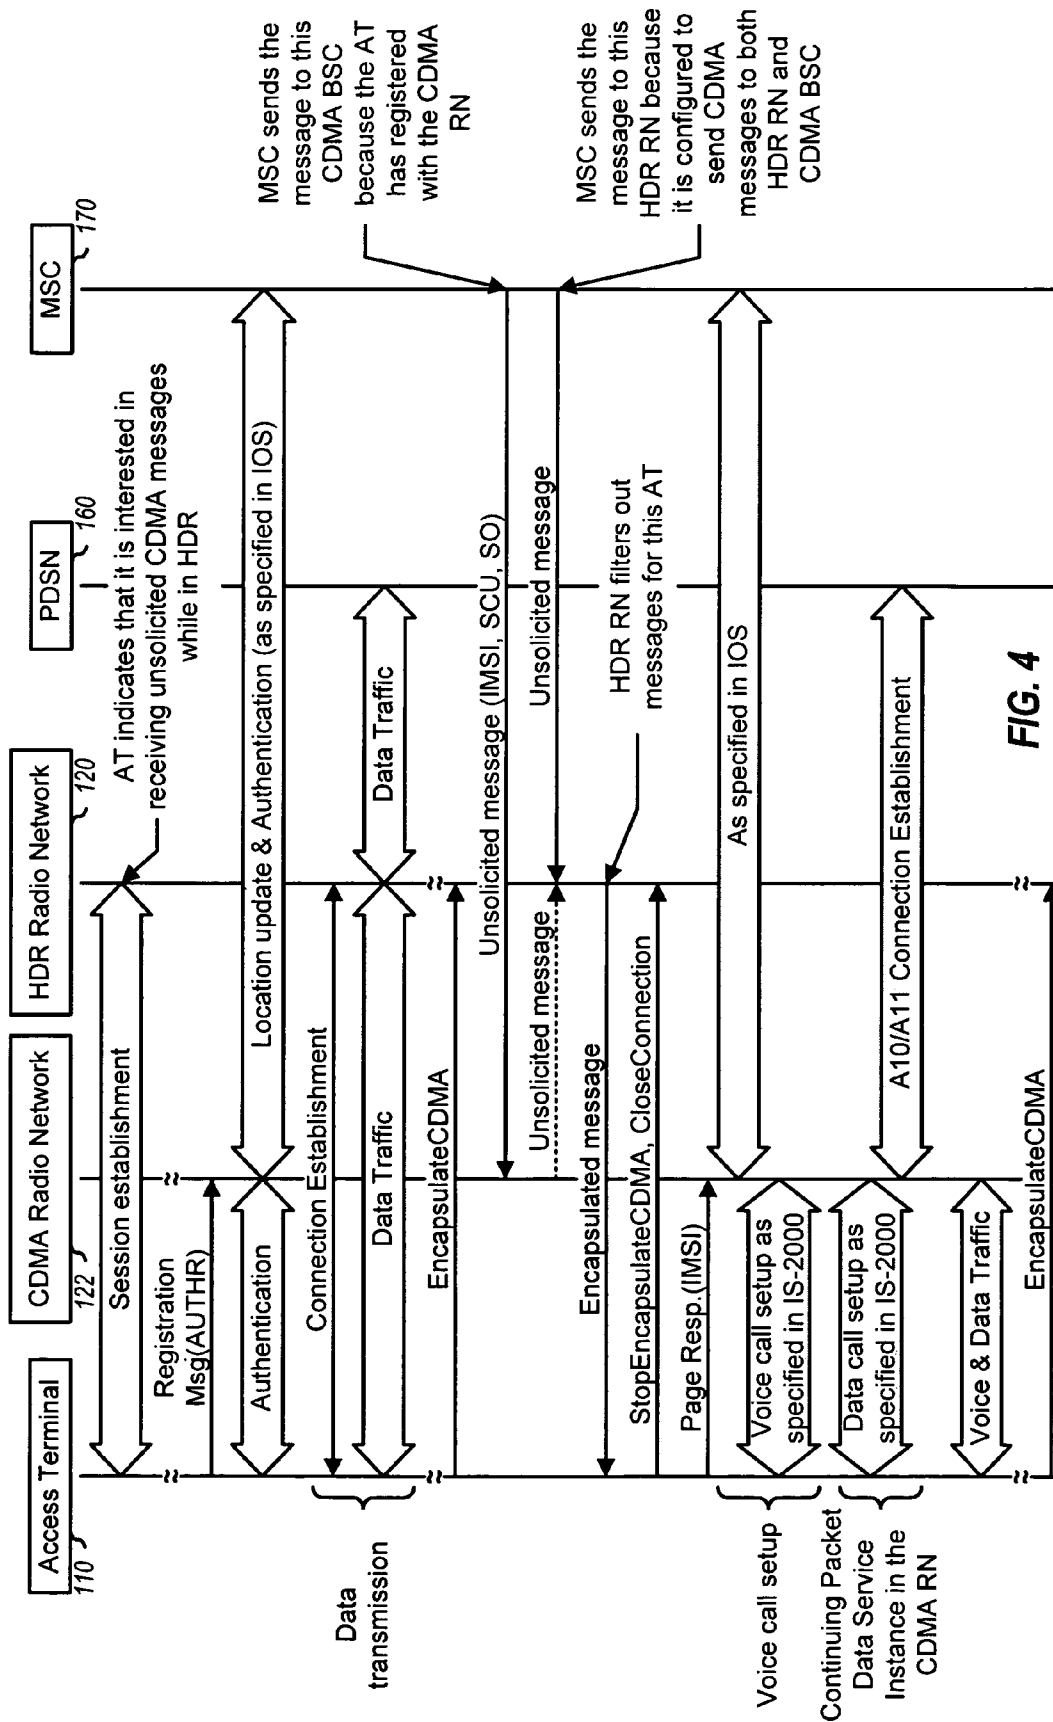 Access Terminal
110
CDMA Radio Network
122
HDR Radio Network
120
PDSN
160
MSC
170
Session establishment
AT indicates that it is interested in
receiving unsolicited CDMA messages
while in HDR
Registration
Msg(AUTHR)
Authentication
Location update & Authentication (as specified in IOS)
Connection Establishment
Data
transmission
Data Traffic
Data Traffic
EncapsulateCDMA
MSC sends the
message to this
CDMA BSC
because the AT
has registered
with the CDMA
RN
Unsolicited message (IMSI, SCU, SO)
Unsolicited message
Unsolicited message
MSC sends the
message to this
HDR RN because
it is configured to
send CDMA
messages to both
HDR RN and
CDMA BSC
Encapsulated message
HDR RN filters out
messages for this AT
StopEncapsulateCDMA, CloseConnection
Page Resp.(IMSI)
Voice call setup
Voice call setup as
specified in IS-2000
As specified in IOS
Continuing Packet
Data Service
Instance in the
CDMA RN
Data call setup as
specified in IS-2000
A10/A11 Connection Establishment
Voice & Data Traffic
EncapsulateCDMA
FIG. 4